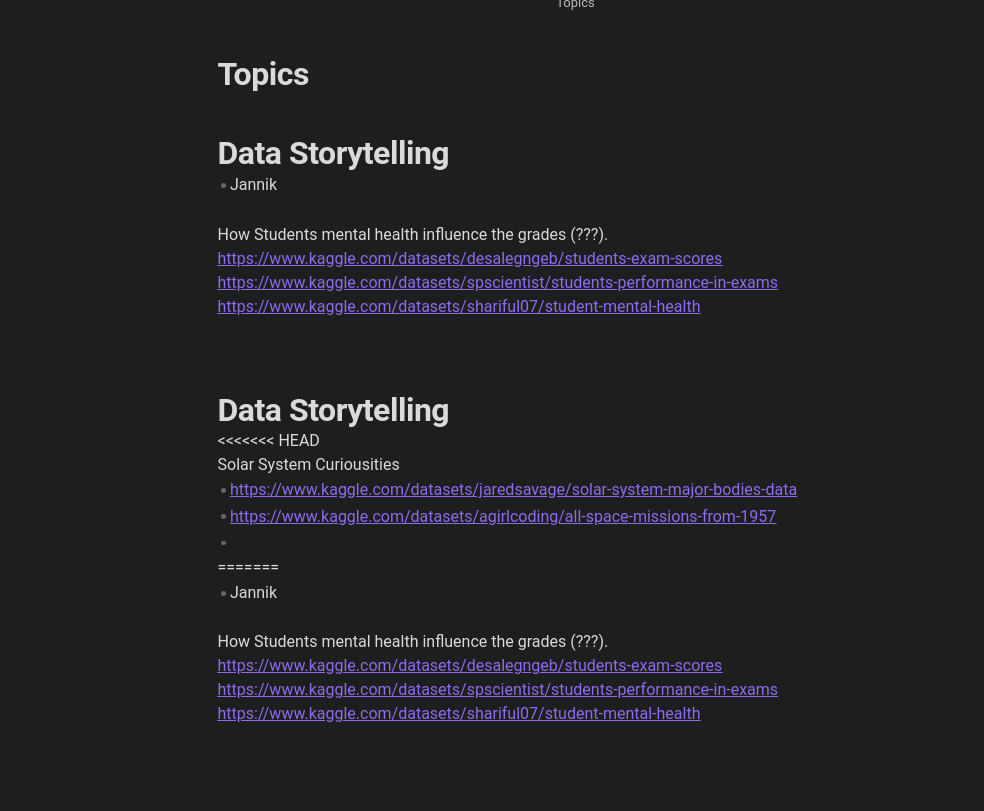 Topics
Topics
Data Storytelling
Jannik
How Students mental health influence the grades (???).
https://www.kaggle.com/datasets/desalegngeb/students-exam-scores
https://www.kaggle.com/datasets/spscientist/students-performance-in-exams
https://www.kaggle.com/datasets/shariful07/student-mental-health
Data Storytelling
<<<<<<< HEAD
Solar System Curiousities
https://www.kaggle.com/datasets/jaredsavage/solar-system-major-bodies-data
https://www.kaggle.com/datasets/agirlcoding/all-space-missions-from-1957
=======
Jannik
How Students mental health influence the grades (???).
https://www.kaggle.com/datasets/desalegngeb/students-exam-scores
https://www.kaggle.com/datasets/spscientist/students-performance-in-exams
https://www.kaggle.com/datasets/shariful07/student-mental-health